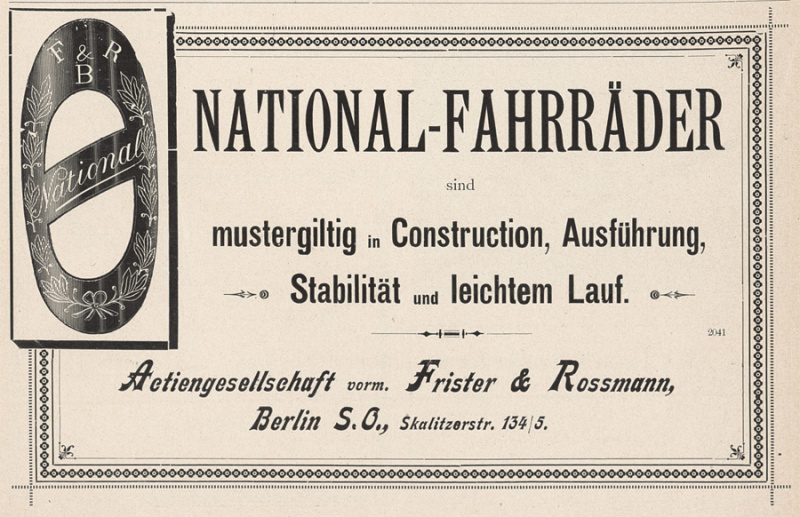 F & R
B
National
NATIONAL-FAHRRÄDER
sind
mustergiltig in Construction, Ausführung,
Stabilität und leichtem Lauf.
2041
Actiengesellschaft vorm. Frister & Rossmann,
Berlin S.O., Skalitzerstr. 134/5.